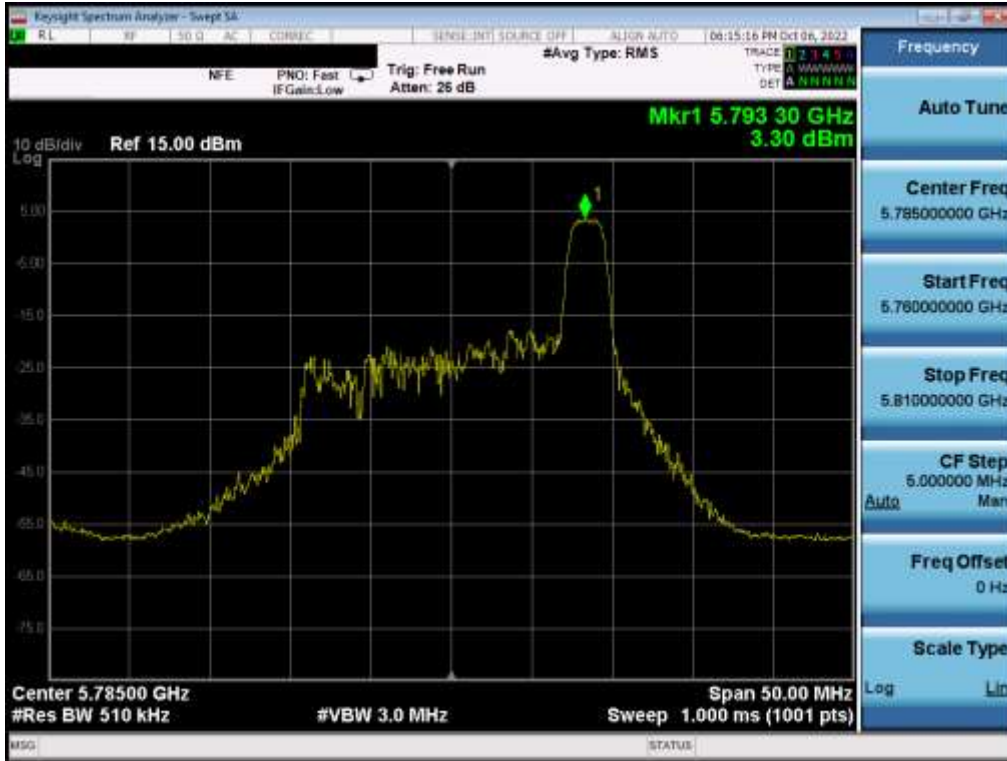 Keysight Spectrum Analyzer - Swept SA
RL RF 50 Ω AC CORREC SENSE:INT SOURCE OFF ALIGN AUTO 06:15:16 PM Oct 06, 2022
NFE PNO: Fast Trig: Free Run #Avg Type: RMS TRACE 1 2 3 4 5 6
IFGain:Low Atten: 26 dB TYPE A WWWWW
DET A N N N N N
Mkr1 5.793 30 GHz
3.30 dBm
10 dB/div Ref 15.00 dBm
Log
1
5.00
-5.00
-15.0
-25.0
-35.0
-45.0
-55.0
-65.0
-75.0
Center 5.78500 GHz Span 50.00 MHz
#Res BW 510 kHz #VBW 3.0 MHz Sweep 1.000 ms (1001 pts)
MSG STATUS
Frequency
Auto Tune
Center Freq
5.785000000 GHz
Start Freq
5.760000000 GHz
Stop Freq
5.810000000 GHz
CF Step
5.000000 MHz
Auto Man
Freq Offset
0 Hz
Scale Type
Log Lin